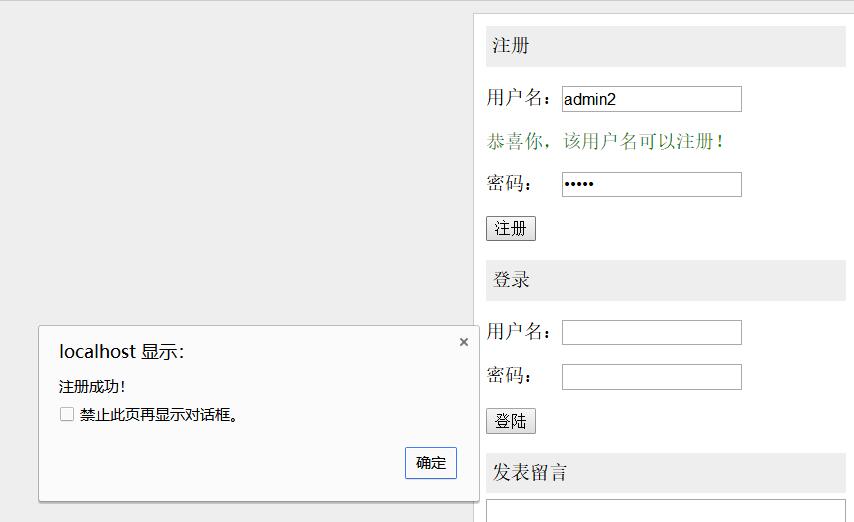 注册
用户名：admin2
恭喜你，该用户名可以注册！
密码：•••••
注册
登录
用户名：
密码：
登陆
发表留言
localhost 显示：
×
注册成功！
禁止此页再显示对话框。
确定